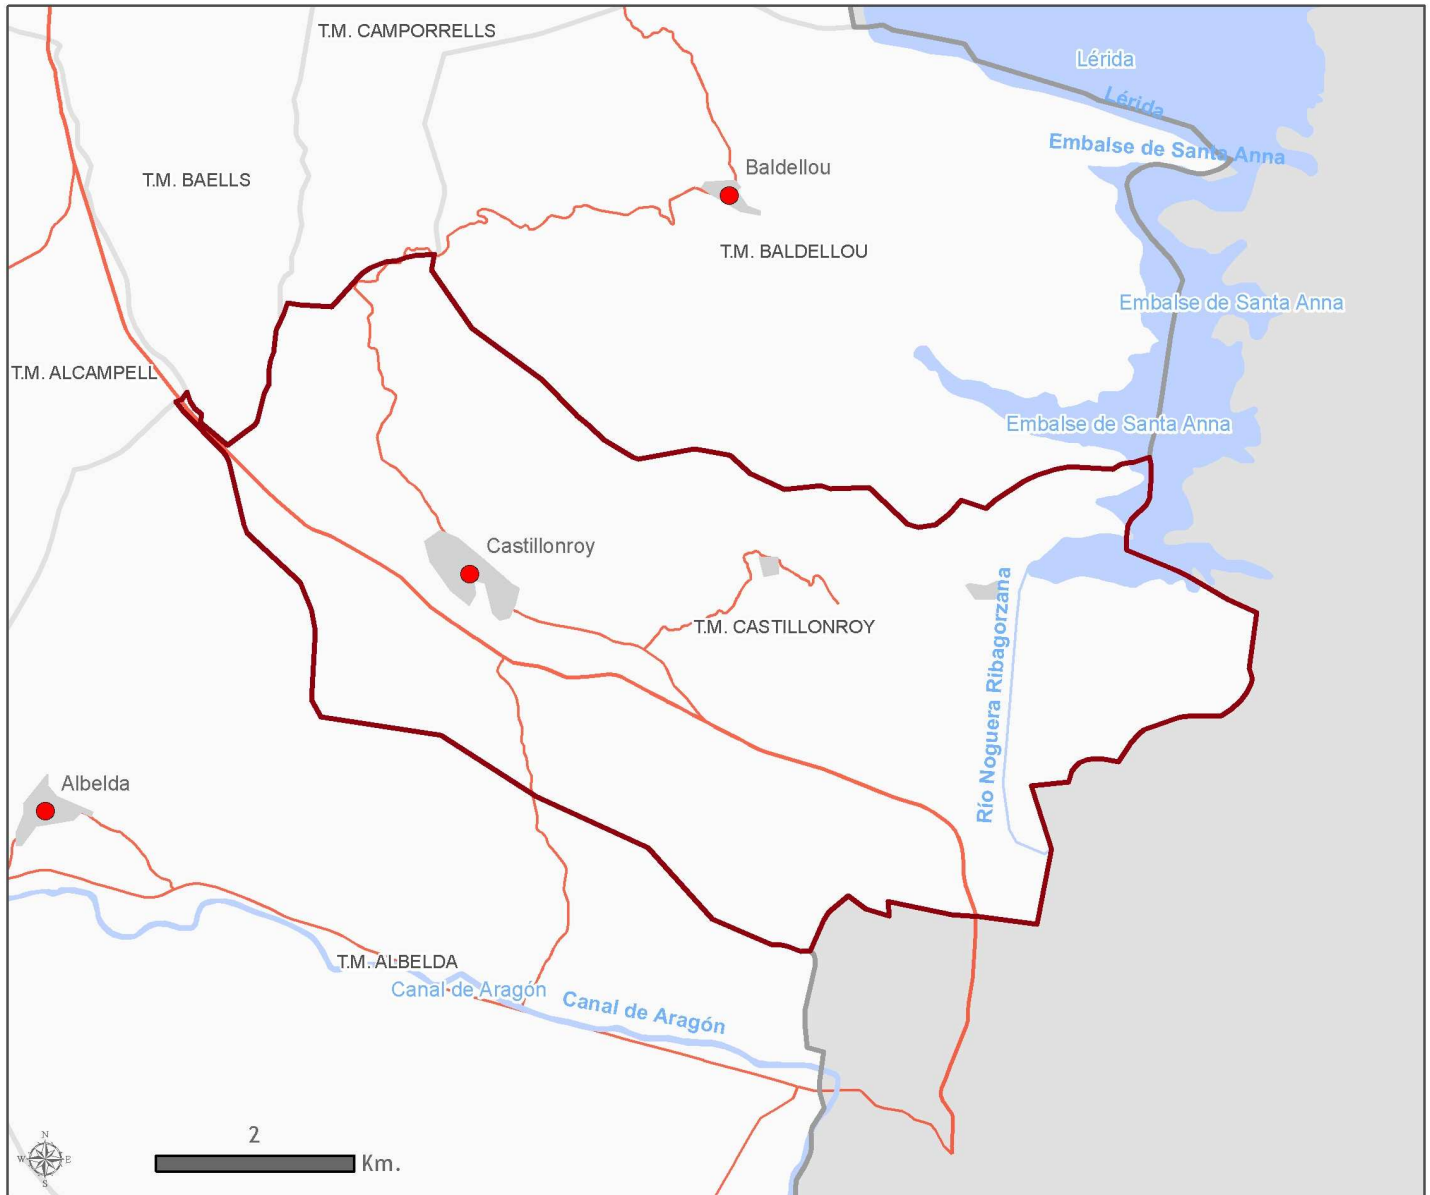 T.M. CAMPORRELLS
Lérida
Lérida
Embalse de Santa Anna
Baldellou
T.M. BAELLS
T.M. BALDELLOU
Embalse de Santa Anna
T.M. ALCAMPELL
Embalse de Santa Anna
Castillonroy
T.M. CASTILLONROY
Río Noguera Ribagorzana
Albelda
T.M. ALBELDA
Canal de Aragón
Canal de Aragón
N
W E
S
2
Km.